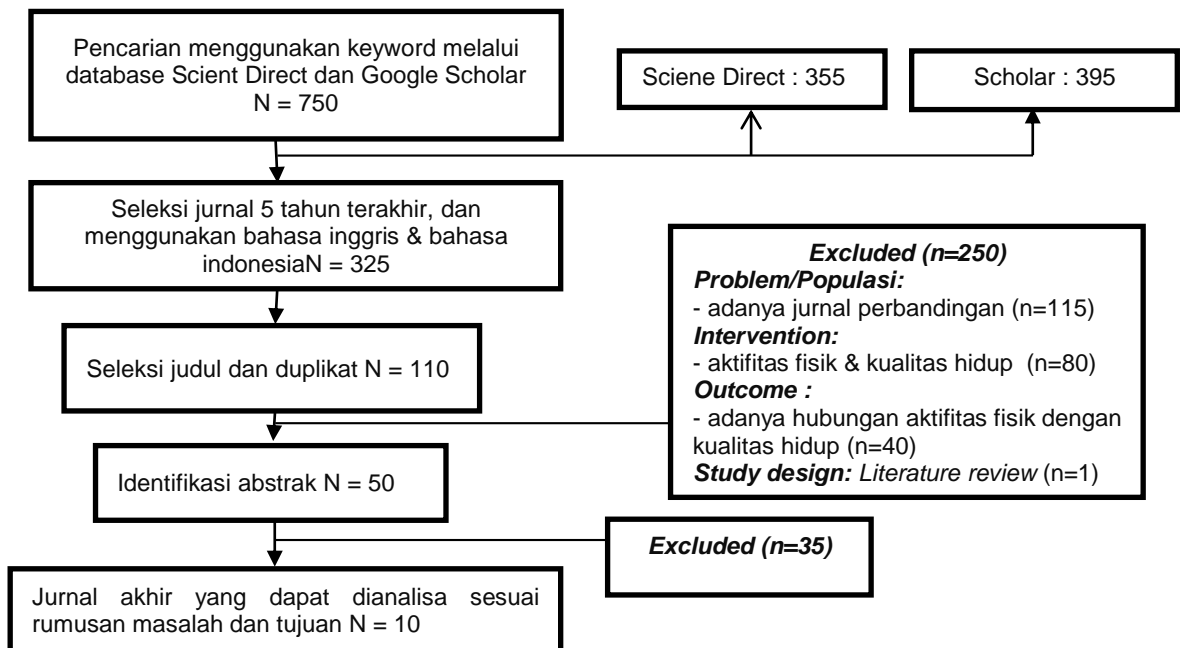 Pencarian menggunakan keyword melalui
database Scient Direct dan Google Scholar
N = 750
Sciene Direct : 355
Scholar : 395
Seleksi jurnal 5 tahun terakhir, dan
menggunakan bahasa inggris & bahasa
indonesiaN = 325
Excluded (n=250)
Problem/Populasi:
- adanya jurnal perbandingan (n=115)
Intervention:
- aktifitas fisik & kualitas hidup (n=80)
Outcome :
- adanya hubungan aktifitas fisik dengan
kualitas hidup (n=40)
Study design: Literature review (n=1)
Seleksi judul dan duplikat N = 110
Identifikasi abstrak N = 50
Excluded (n=35)
Jurnal akhir yang dapat dianalisa sesuai
rumusan masalah dan tujuan N = 10